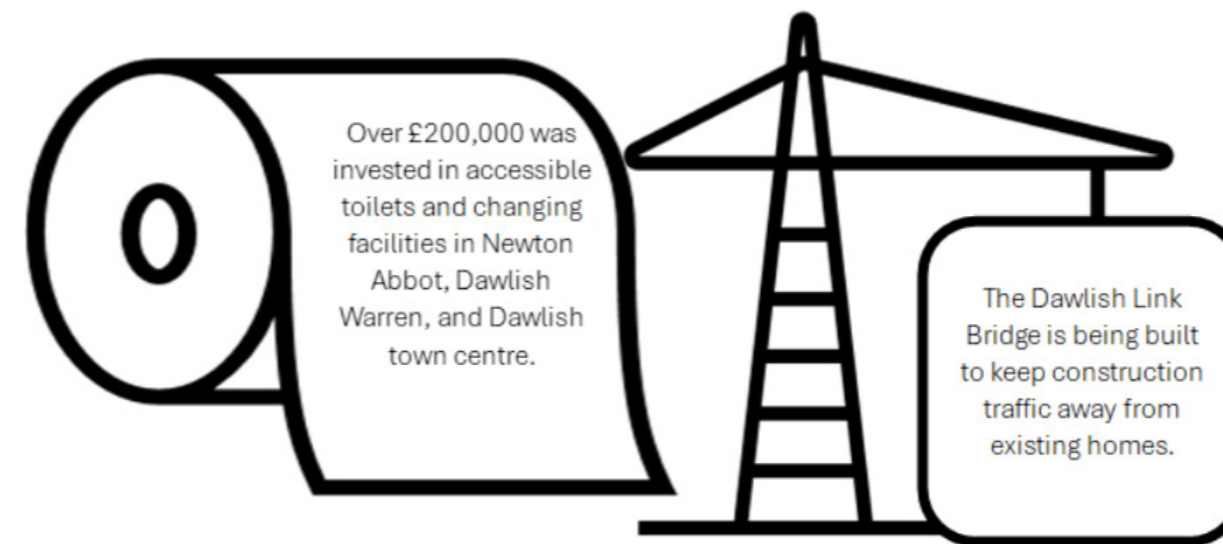 Over £200,000 was
invested in accessible
toilets and changing
facilities in Newton
Abbot, Dawlish
Warren, and Dawlish
town centre.
The Dawlish Link
Bridge is being built
to keep construction
traffic away from
existing homes.